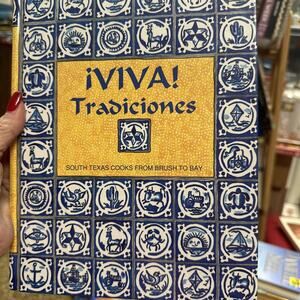 ¡VIVA!
Tradiciones
SOUTH TEXAS COOKS FROM BRUSH TO BAY